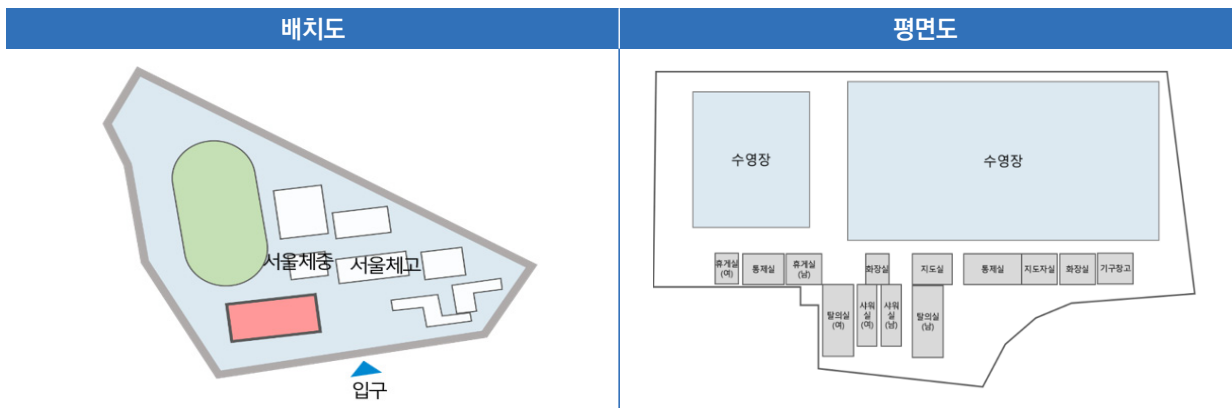 배치도
평면도
서울체중
서울체고
입구
수영장
수영장
휴게실
(여)
통제실
휴게실
(남)
화장실
지도실
통제실
지도자실
화장실
기구창고
탈의실
(여)
샤워
실
(여)
샤워
실
(남)
탈의실
(남)